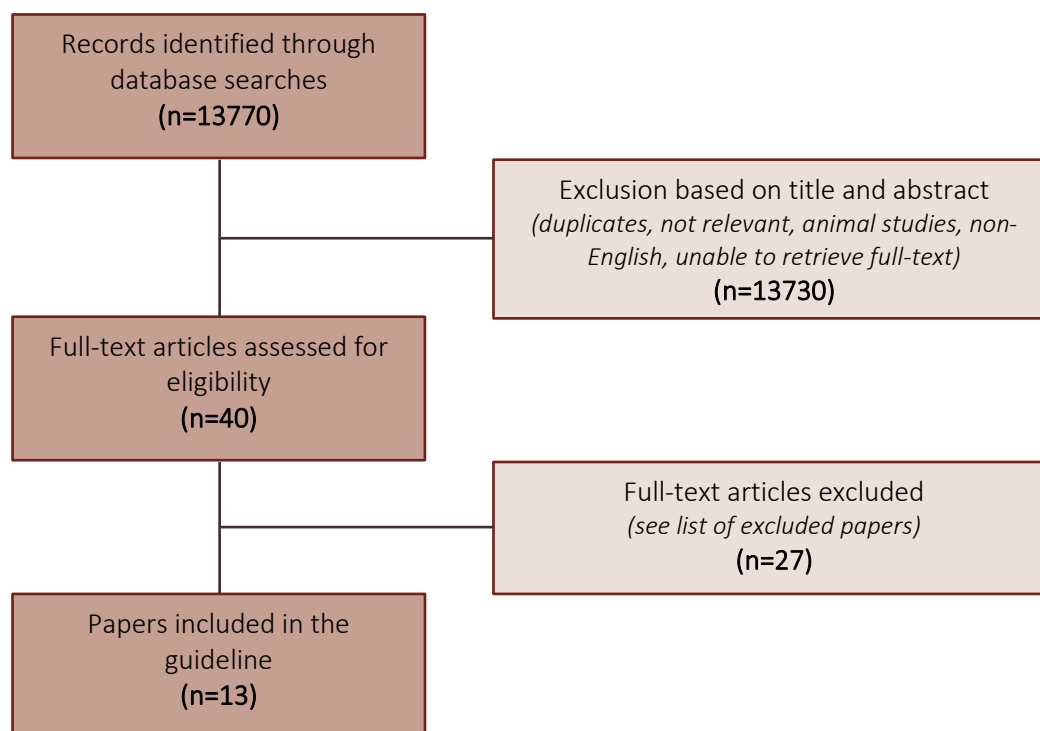 Records identified through
database searches
(n=13770)
Exclusion based on title and abstract
(duplicates, not relevant, animal studies, non-
English, unable to retrieve full-text)
(n=13730)
Full-text articles assessed for
eligibility
(n=40)
Full-text articles excluded
(see list of excluded papers)
(n=27)
Papers included in the
guideline
(n=13)